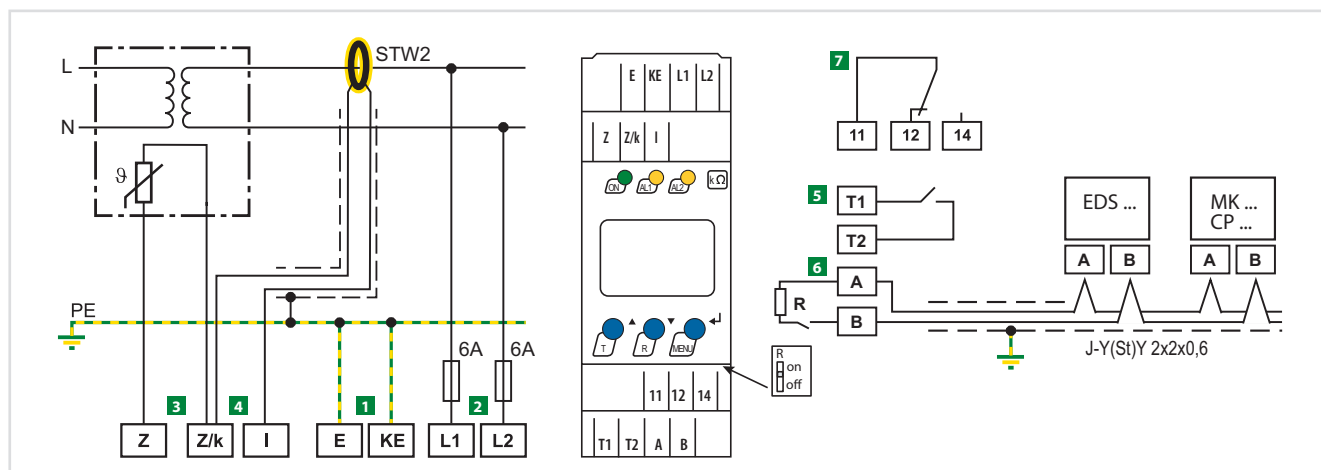 L
N
ϑ
STW2
PE
6A
6A
3
4
1
2
Z
Z/k
I
E
KE
L1
L2
E KE L1 L2
Z Z/k I
ON AL1 AL2 kΩ
T R MENU
R
on
off
11 12 14
T1 T2 A B
7
11
12
14
5
T1
T2
6
A
B
R
EDS ...
A
B
MK ...
CP ...
A
B
J-Y(St)Y 2x2x0,6